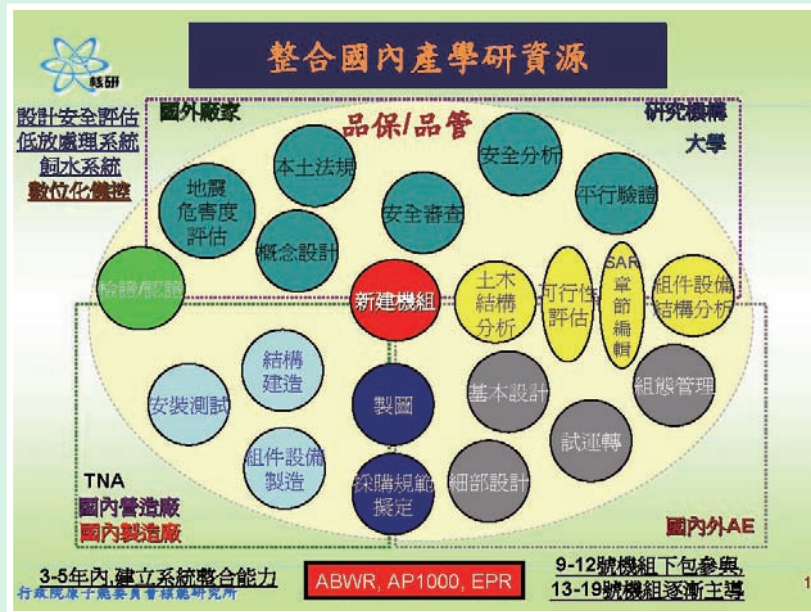 整合國內產學研資源
核研
設計安全評估
低放處理系統
飼水系統
數位化儀控
國外廠家
品保/品管
研究機構
大學
地震
危害度
評估
本土法規
概念設計
安全審查
安全分析
平行驗證
檢證/認證
新建機組
土木
結構
分析
可行性
評估
SAR
章節
編輯
組件設備
結構分析
安裝測試
結構
建造
組件設備
製造
製圖
採購規範
擬定
基本設計
細部設計
試運轉
組態管理
TNA
國內營造廠
國內製造廠
國內外AE
3-5年內,建立系統整合能力
行政院原子能委員會核能研究所
ABWR, AP1000, EPR
9-12號機組下包參與,
13-19號機組逐漸主導
1